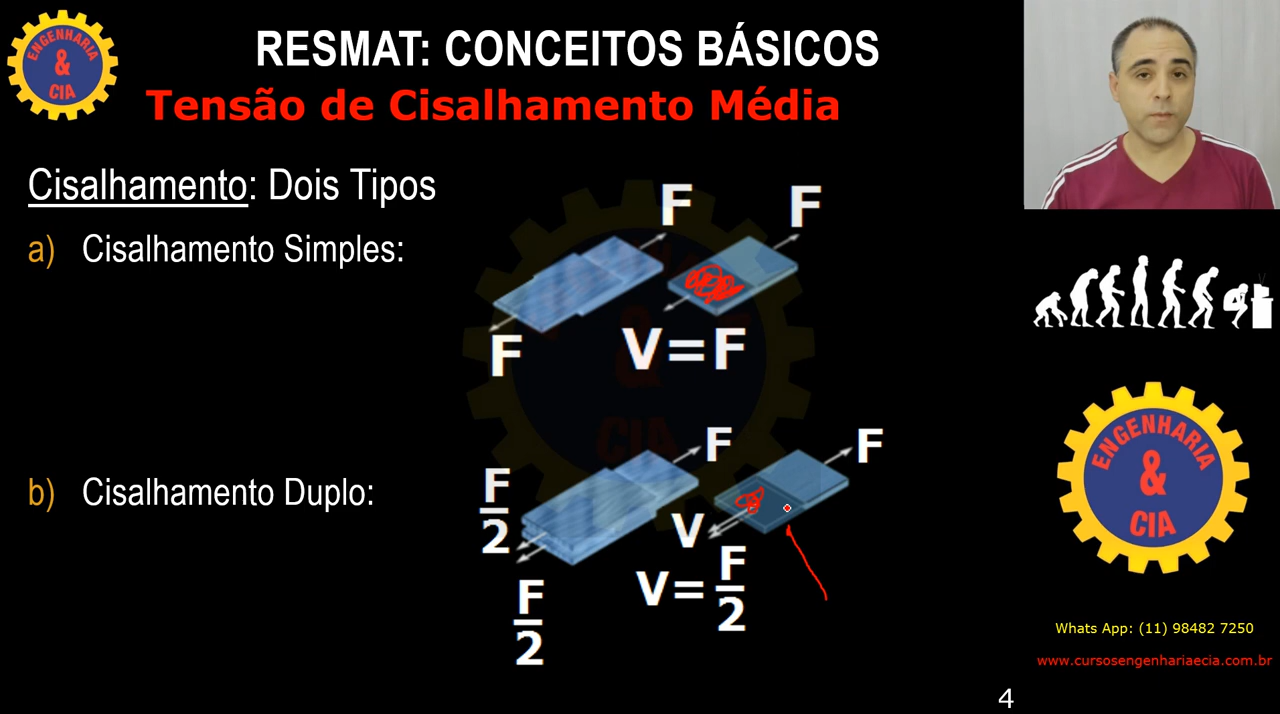 ENGENHARIA
&
CIA
RESMAT: CONCEITOS BÁSICOS
Tensão de Cisalhamento Média
Cisalhamento: Dois Tipos
a) Cisalhamento Simples:
F
F
F
V=F
b) Cisalhamento Duplo:
F
F
F
2
F
2
V
V=
F
2
&
CIA
ENGENHARIA
&
CIA
Whats App: (11) 98482 7250
www.cursosengenhariaecia.com.br
4